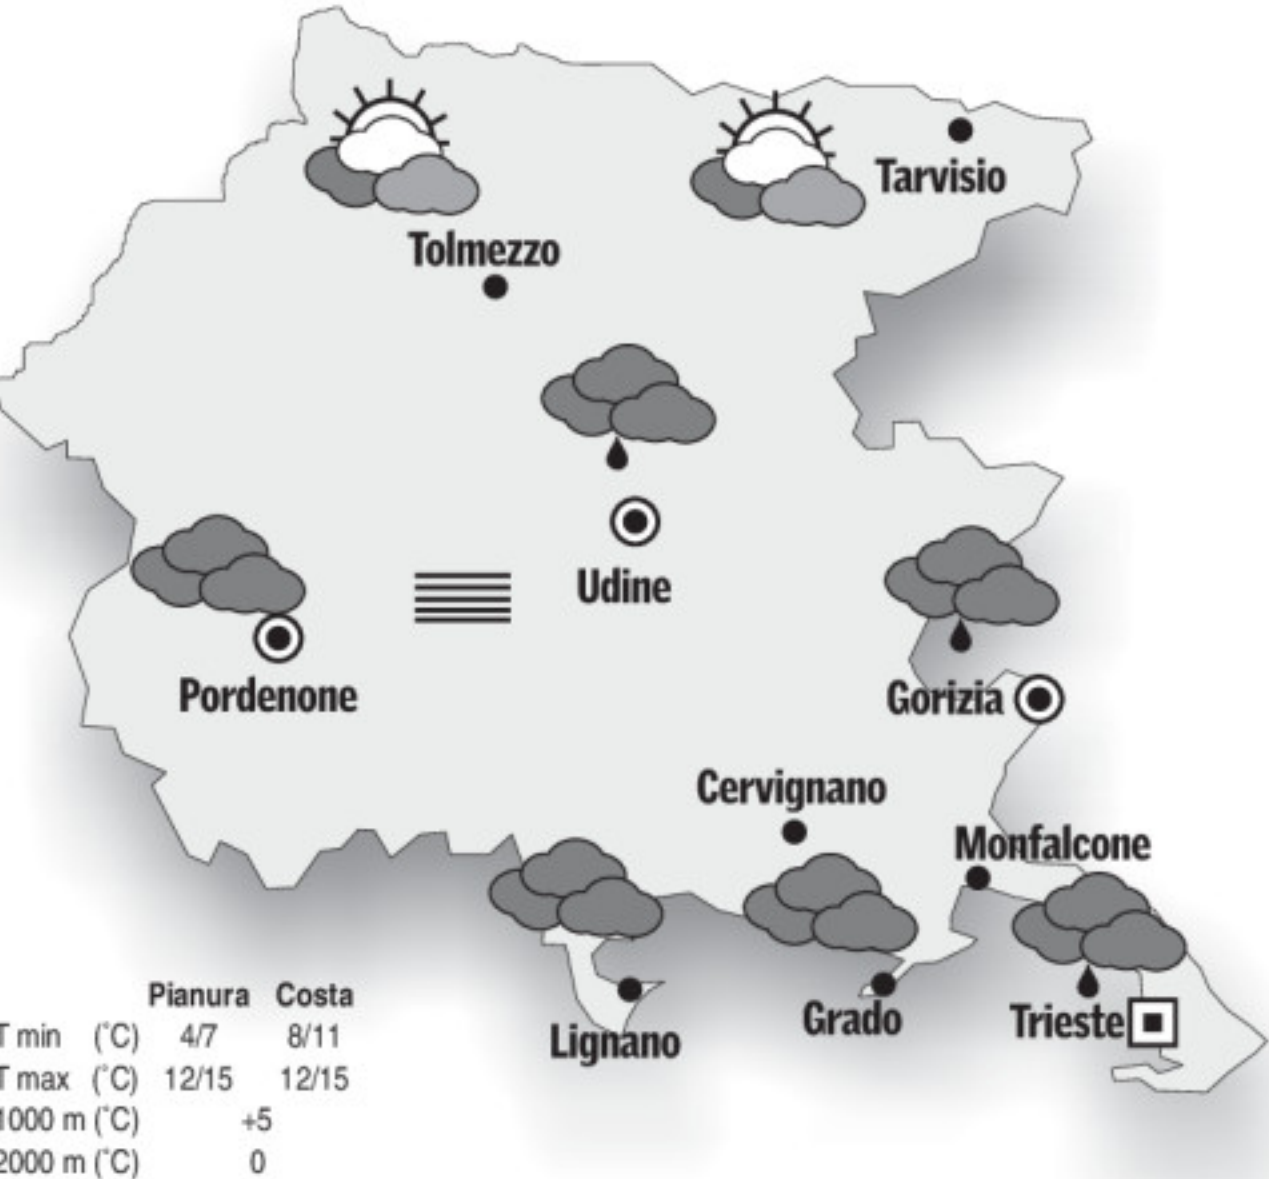 Tarvisio
Tolmezzo
Udine
Pordenone
Gorizia
Cervignano
Monfalcone
Grado
Trieste
Lignano
Pianura Costa
T min (°C) 4/7 8/11
T max (°C) 12/15 12/15
1000 m (°C) +5
2000 m (°C) 0